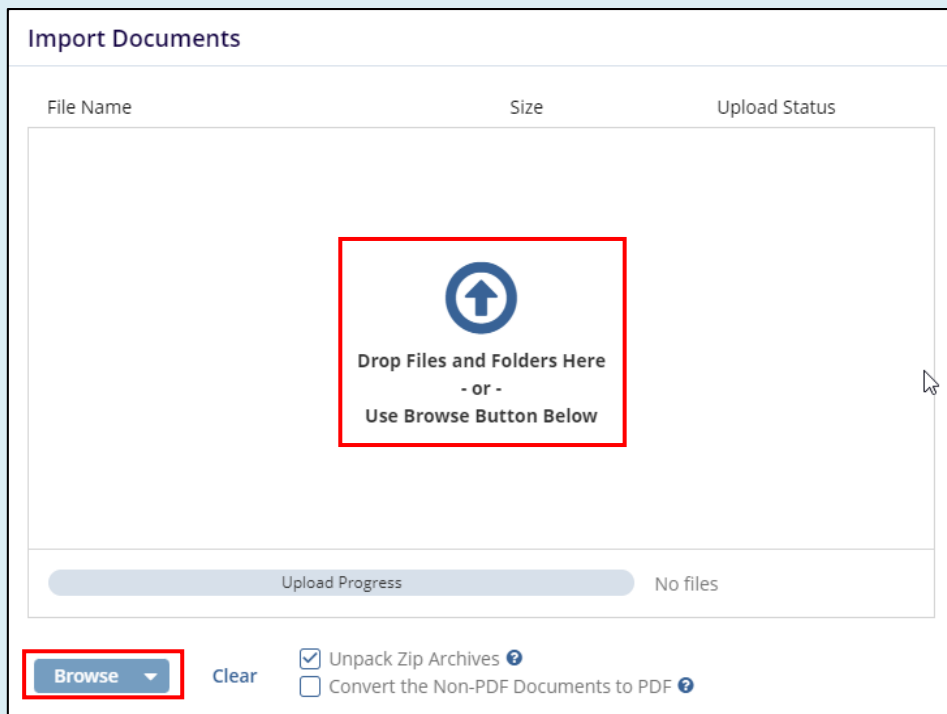 Import Documents
File Name Size Upload Status
Drop Files and Folders Here
- or -
Use Browse Button Below
Upload Progress No files
Browse Clear Unpack Zip Archives ?
Convert the Non-PDF Documents to PDF ?